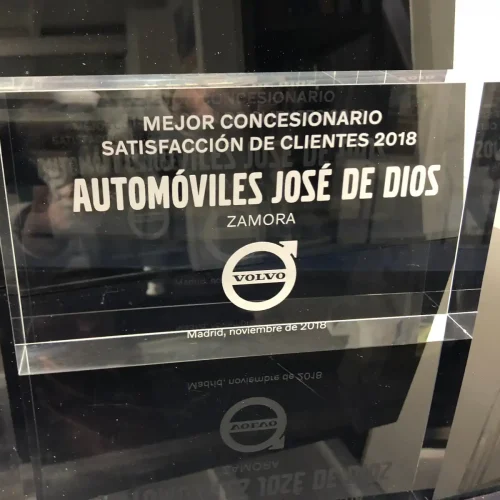 MEJOR CONCESIONARIO
SATISFACCIÓN DE CLIENTES 2018
AUTOMÓVILES JOSÉ DE DIOS
ZAMORA
VOLVO
Madrid, noviembre de 2018